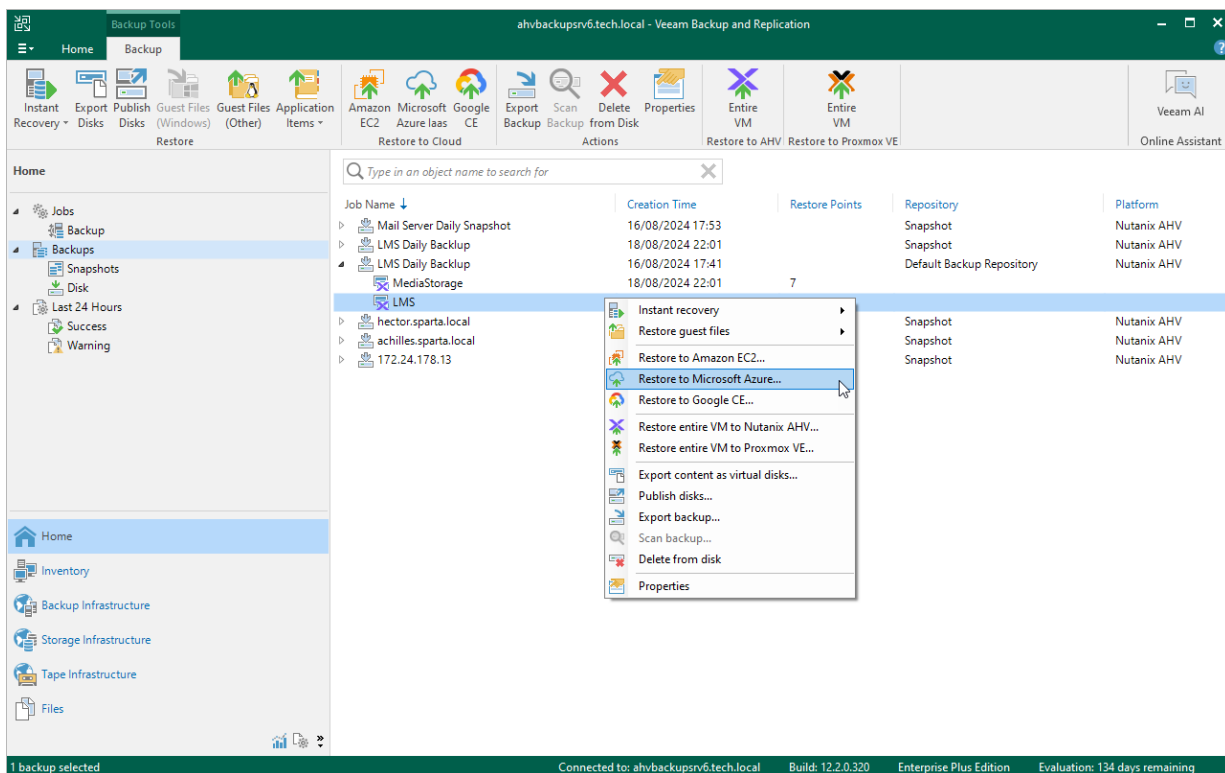 Backup Tools
ahvbackupsrv6.tech.local - Veeam Backup and Replication
Home Backup
Instant Recovery Export Disks Publish Disks Guest Files (Windows) Guest Files (Other) Application Items
Restore
Amazon EC2 Microsoft Azure Iaas Google CE
Restore to Cloud
Export Backup Scan Backup Delete from Disk Properties
Actions
Entire VM
Restore to AHV
Entire VM
Restore to Proxmox VE
Veeam AI
Online Assistant
Home
Jobs
Backup
Backups
Snapshots
Disk
Last 24 Hours
Success
Warning
Home
Inventory
Backup Infrastructure
Storage Infrastructure
Tape Infrastructure
Files
Type in an object name to search for
Job Name Creation Time Restore Points Repository Platform
Mail Server Daily Snapshot 16/08/2024 17:53 Snapshot Nutanix AHV
LMS Daily Backlup 18/08/2024 22:01 Snapshot Nutanix AHV
LMS Daily Backlup 16/08/2024 17:41 Default Backup Repository Nutanix AHV
MediaStorage 18/08/2024 22:01 7
LMS
hector.sparta.local Snapshot Nutanix AHV
achilles.sparta.local Snapshot Nutanix AHV
172.24.178.13 Snapshot Nutanix AHV
Instant recovery
Restore guest files
Restore to Amazon EC2...
Restore to Microsoft Azure...
Restore to Google CE...
Restore entire VM to Nutanix AHV...
Restore entire VM to Proxmox VE...
Export content as virtual disks...
Publish disks...
Export backup...
Scan backup...
Delete from disk
Properties
1 backup selected
Connected to: ahvbackupsrv6.tech.local Build: 12.2.0.320 Enterprise Plus Edition Evaluation: 134 days remaining